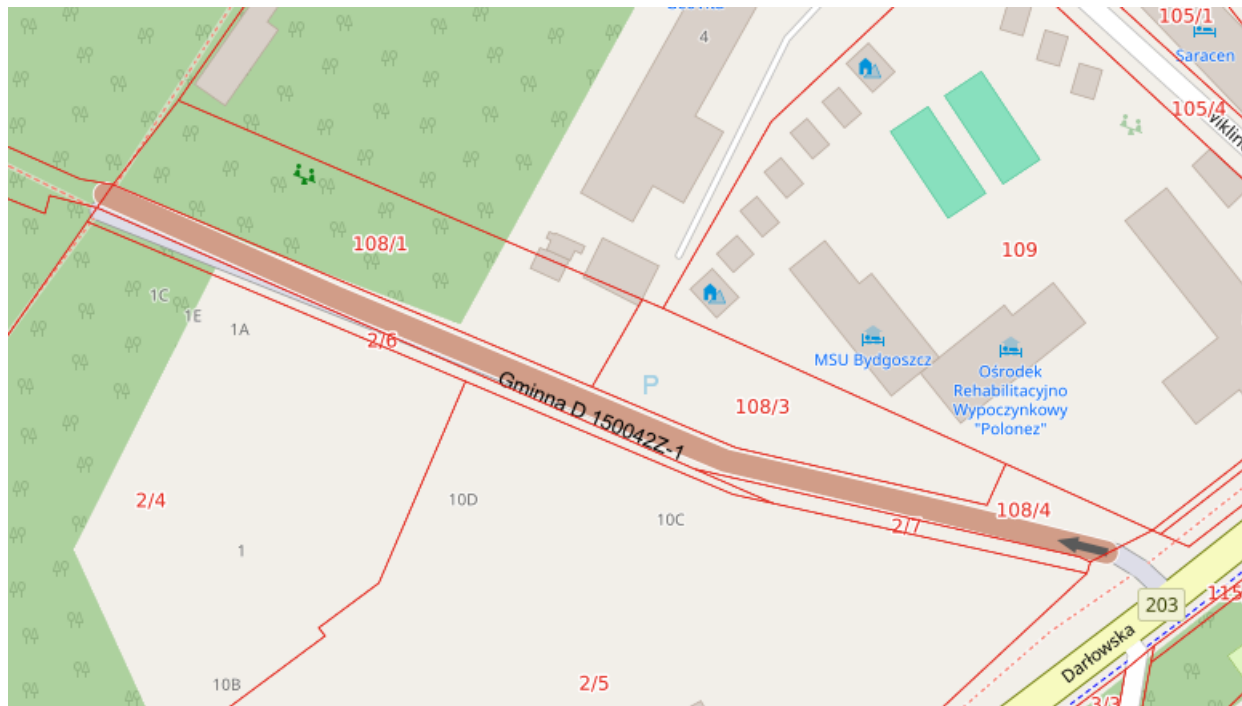 4
105/1
Saracen
105/4
108/1
109
1C
1E
1A
2/6
MSU Bydgoszcz
Ośrodek
Rehabilitacyjno
Wypoczynkowy
"Polonez"
P
108/3
Gminna D 150042Z-1
2/4
10D
10C
108/4
2/7
1
203
115
Darłowska
10B
2/5
3/3